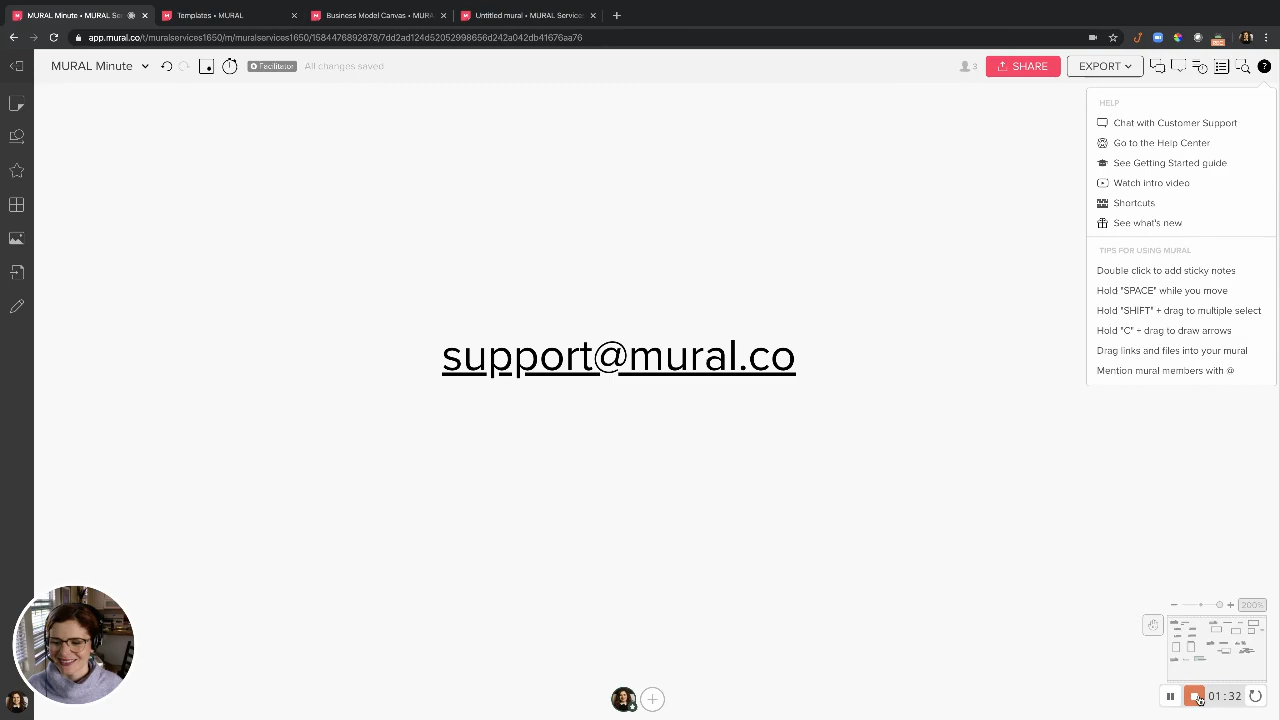 MURAL Minute • MURAL Se
Templates • MURAL
Business Model Canvas • MURA
Untitled mural • MURAL Service
app.mural.co/t/muralservices1650/m/muralservices1650/1584476892878/7dd2ad124d52052998656d242a042db41676aa76
MURAL Minute
Facilitator
All changes saved
3
SHARE
EXPORT
HELP
Chat with Customer Support
Go to the Help Center
See Getting Started guide
Watch intro video
Shortcuts
See what's new
TIPS FOR USING MURAL
Double click to add sticky notes
Hold "SPACE" while you move
Hold "SHIFT" + drag to multiple select
Hold "C" + drag to draw arrows
Drag links and files into your mural
Mention mural members with @
support@mural.co
200%
01:32